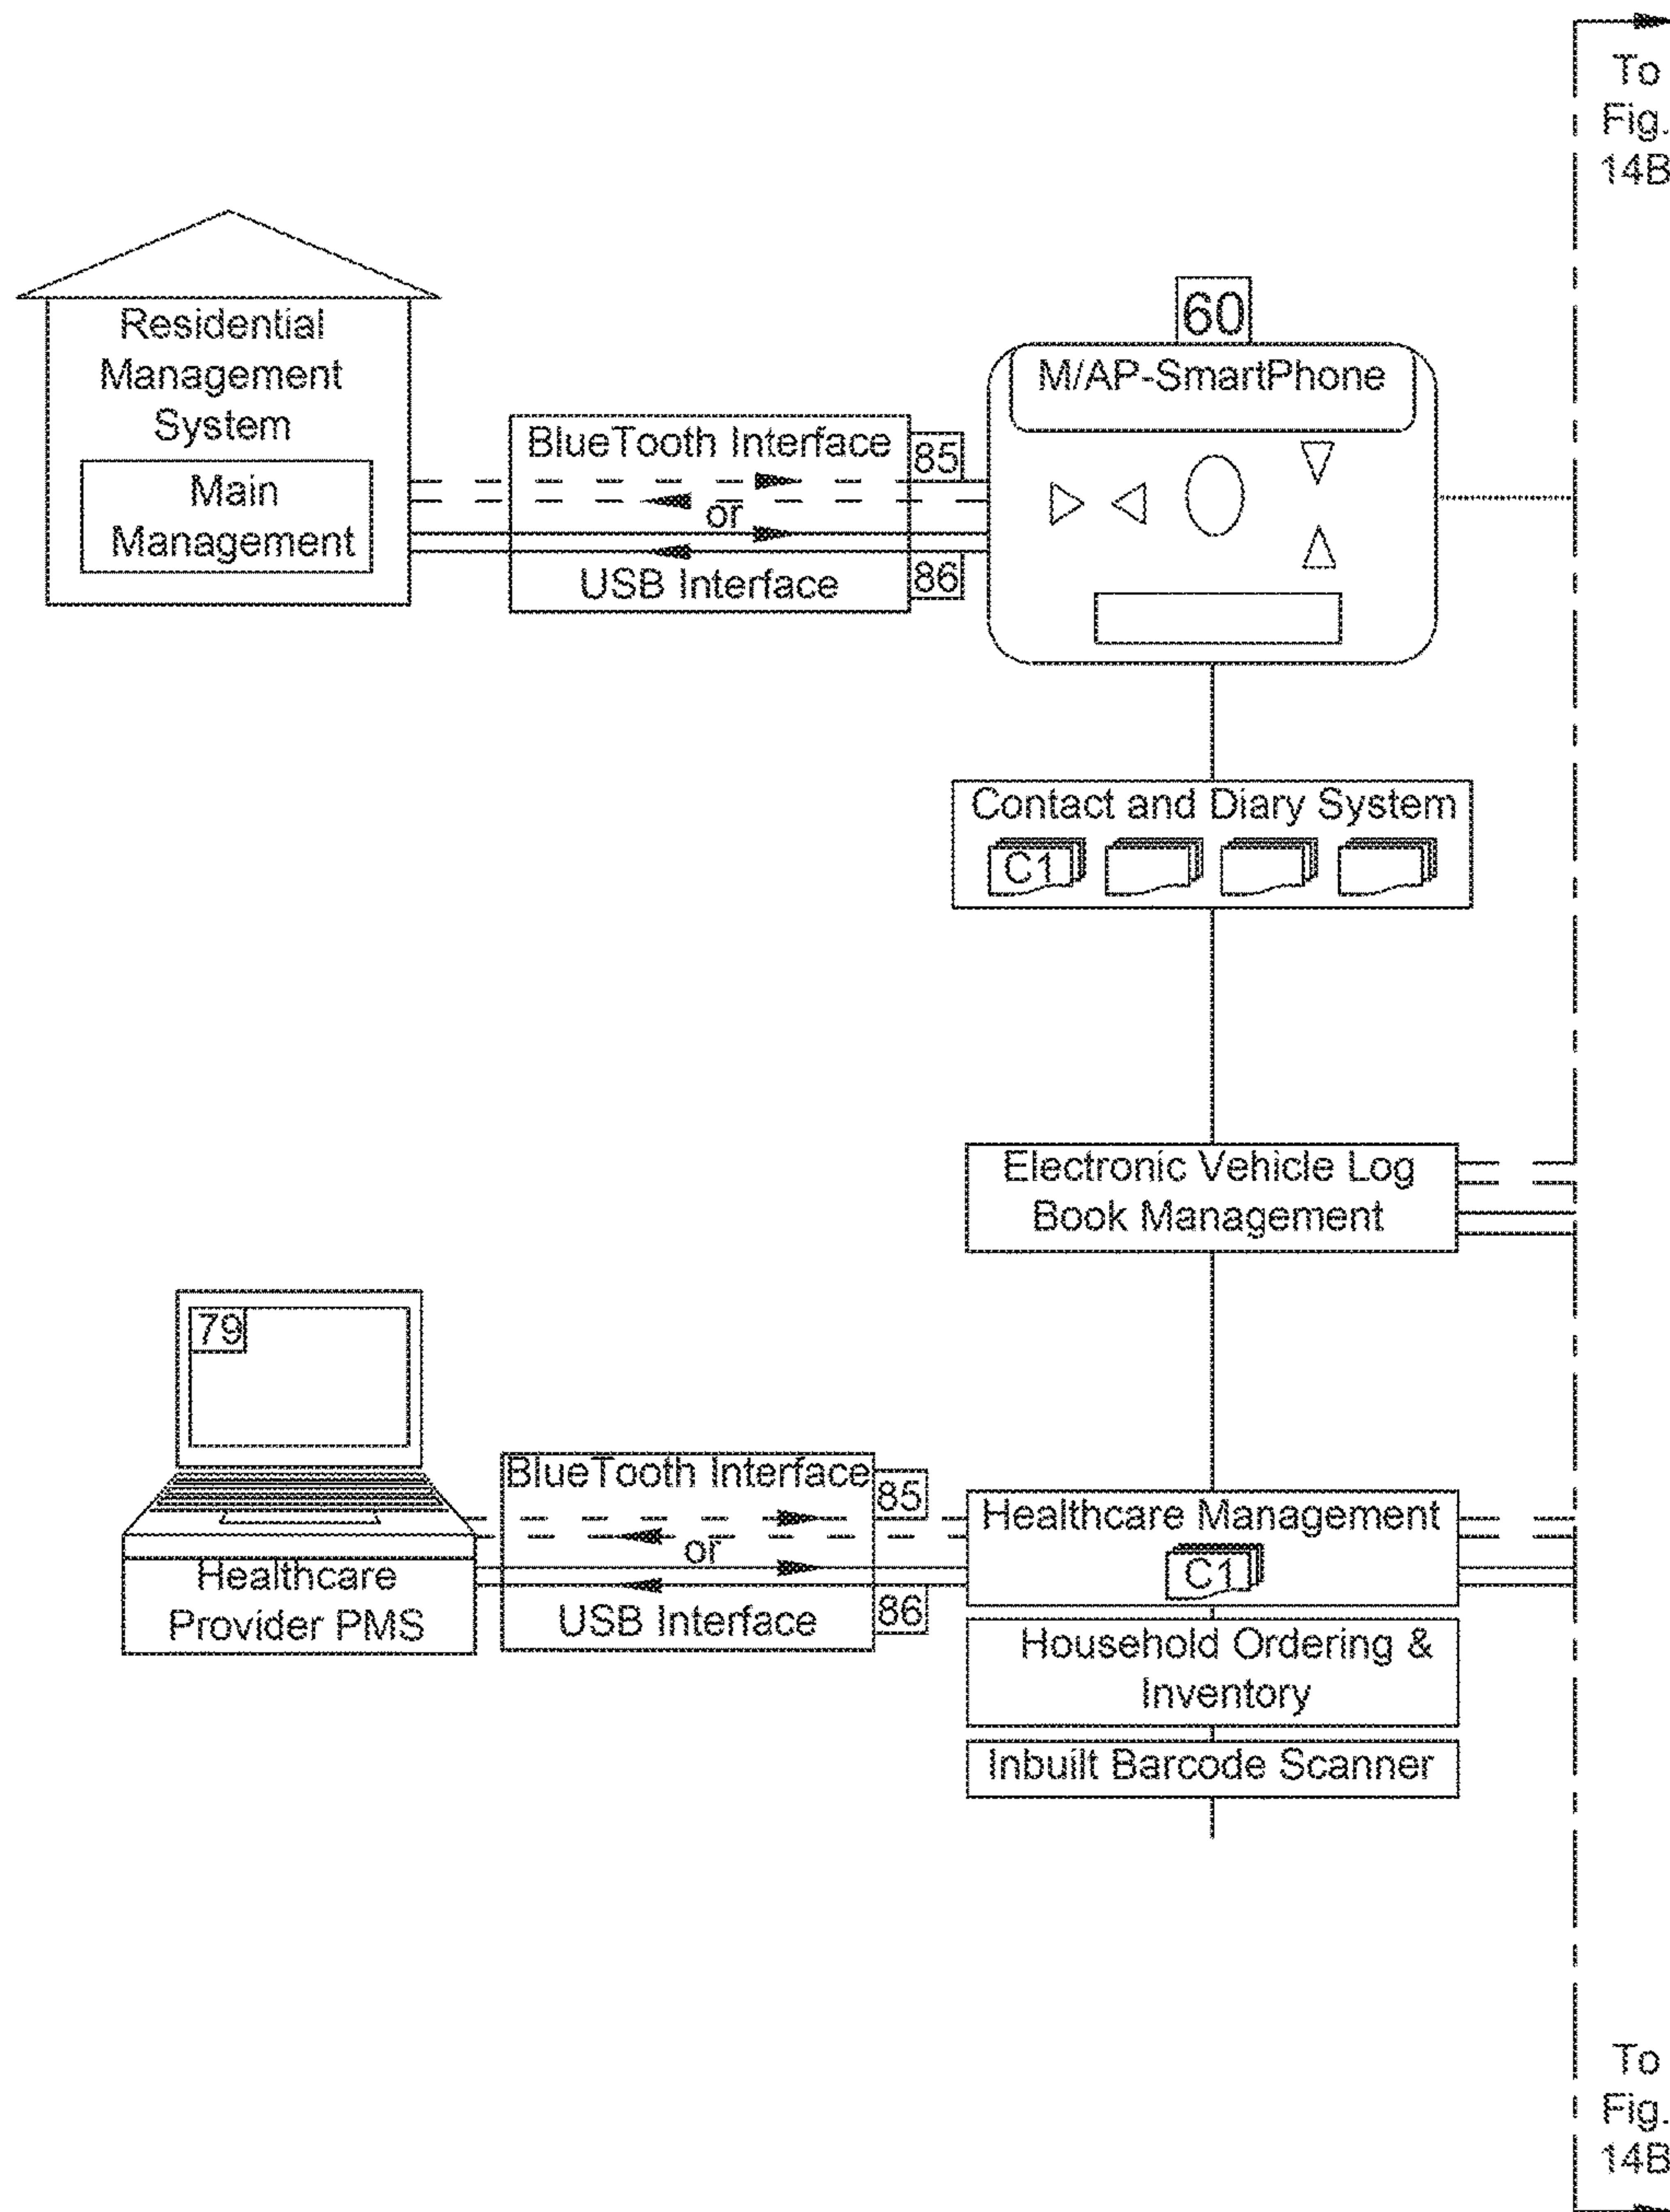 To
Fig.
14B
Residential
Management
System
Main
Management
BlueTooth Interface
85
or
USB Interface
86
60
M/AP-SmartPhone
Contact and Diary System
C1
Electronic Vehicle Log
Book Management
79
Healthcare
Provider PMS
BlueTooth Interface
85
or
USB Interface
86
Healthcare Management
C1
Household Ordering &
Inventory
Inbuilt Barcode Scanner
To
Fig.
14B